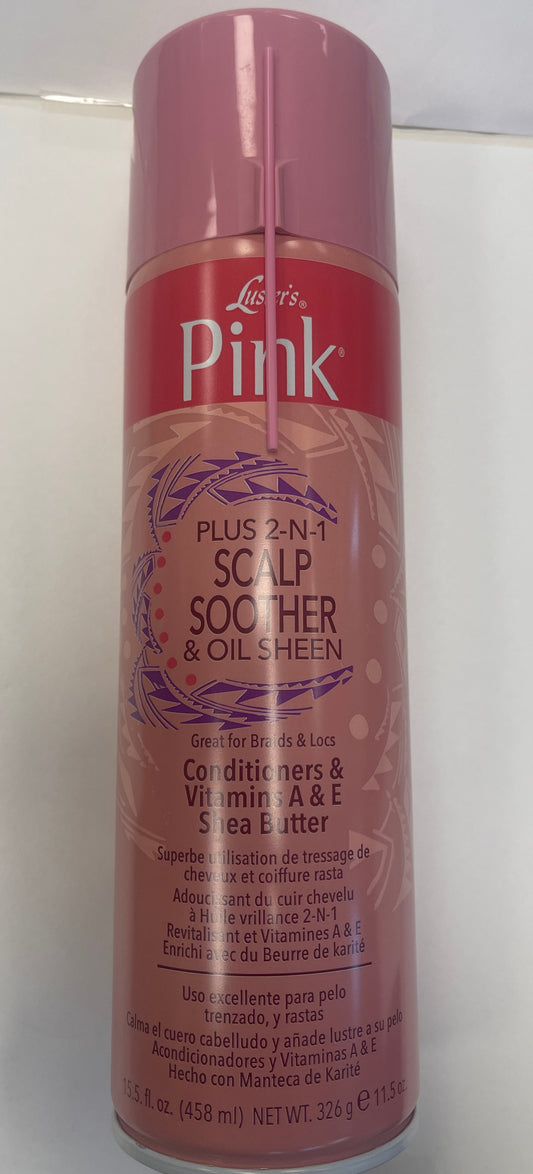 Luster's®
Pink®
PLUS 2-N-1
SCALP
SOOTHER
& OIL SHEEN
Great for Braids & Locs
Conditioners &
Vitamins A & E
Shea Butter
Superbe utilisation de tressage de
cheveux et coiffure rasta
Adoucissant du cuir chevelu
à Huile vrillance 2-N-1
Revitalisant et Vitamines A & E
Enrichi avec du Beurre de karité
Uso excellente para pelo
trenzado, y rastas
Calma el cuero cabelludo y añade lustre a su pelo
Acondicionadores y Vitaminas A & E
Hecho con Manteca de Karité
15.5. fl. oz. (458 ml) NET WT. 326 g ℮ 11.5 oz.